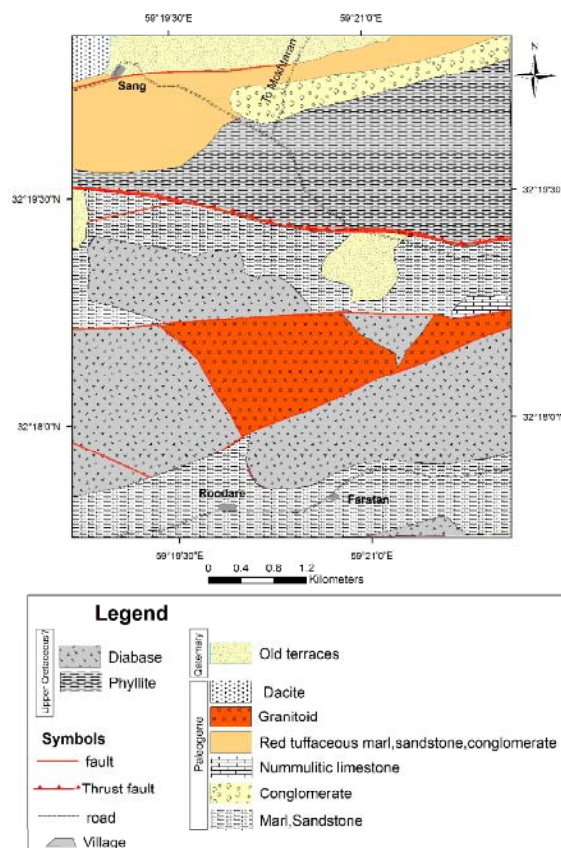 59°19'30"E
59°21'0"E
N
To Mokhtaran
Sang
32°19'30"N
32°19'30"N
32°18'0"N
32°18'0"N
Roodare
Faratan
59°19'30"E
59°21'0"E
0 0.4 0.8 1.2
Kilometers
Legend
Upper Cretaceous?
Diabase
Phyllite
Symbols
fault
Thrust fault
road
Village
Qaternary
Old terraces
Paleogene
Dacite
Granitoid
Red tuffaceous marl,sandstone,conglomerate
Nummulitic limestone
Conglomerate
Marl,Sandstone